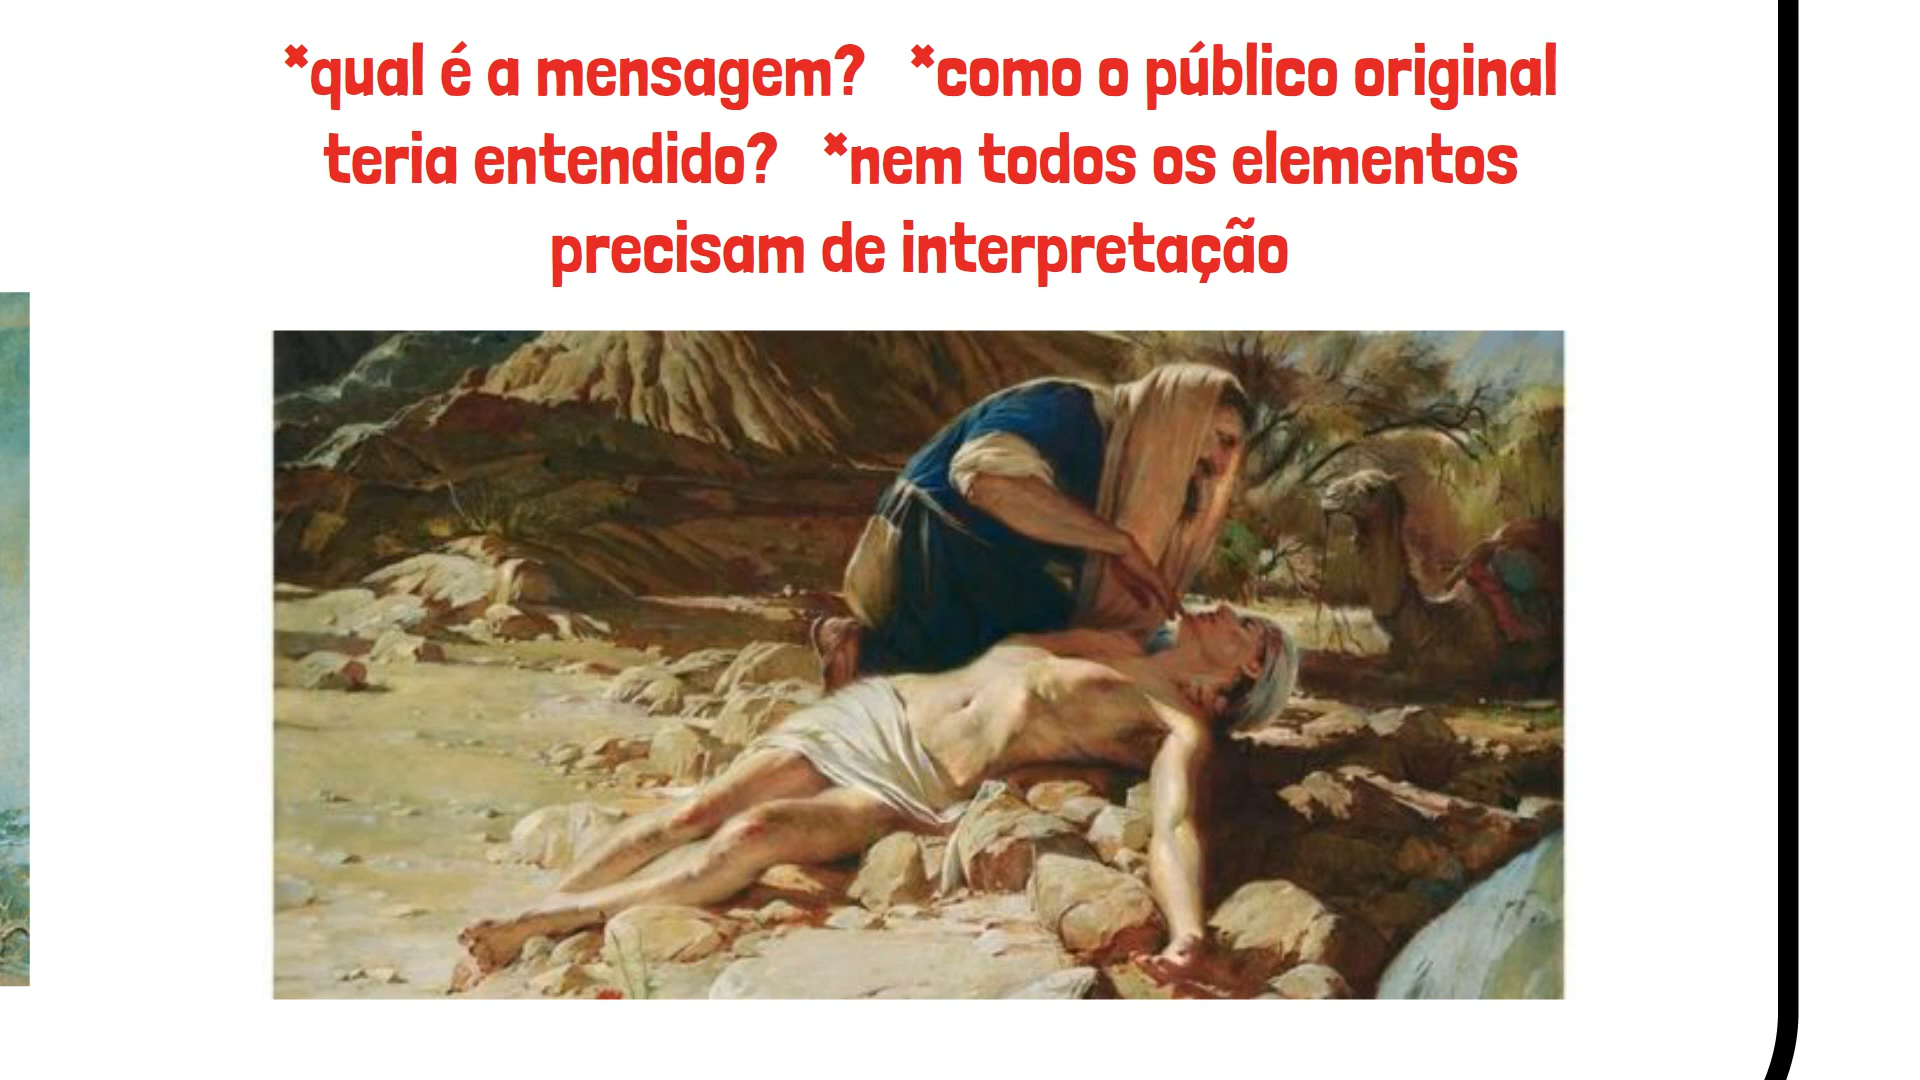 *qual é a mensagem? *como o público original
teria entendido? *nem todos os elementos
precisam de interpretação